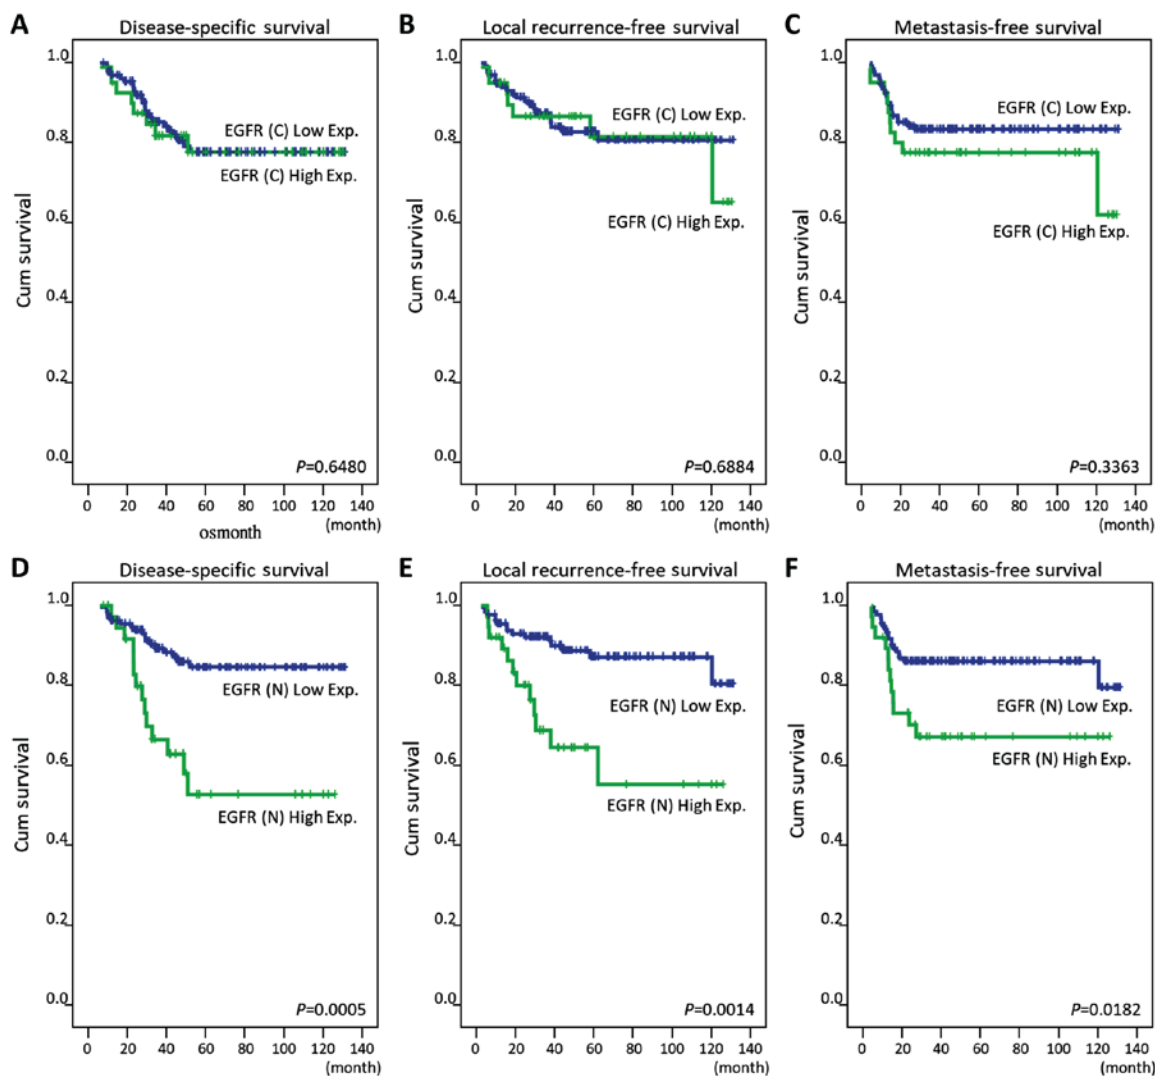 A Disease-specific survival
Cum survival
1.0
0.8
0.6
0.4
0.2
0.0
EGFR (C) Low Exp.
EGFR (C) High Exp.
P=0.6480
0 20 40 60 80 100 120 140
osmonth
(month)
B Local recurrence-free survival
Cum survival
1.0
0.8
0.6
0.4
0.2
0.0
EGFR (C) Low Exp.
EGFR (C) High Exp.
P=0.6884
0 20 40 60 80 100 120 140
(month)
C Metastasis-free survival
Cum survival
1.0
0.8
0.6
0.4
0.2
0.0
EGFR (C) Low Exp.
EGFR (C) High Exp.
P=0.3363
0 20 40 60 80 100 120 140
(month)
D Disease-specific survival
Cum survival
1.0
0.8
0.6
0.4
0.2
0.0
EGFR (N) Low Exp.
EGFR (N) High Exp.
P=0.0005
0 20 40 60 80 100 120 140
(month)
E Local recurrence-free survival
Cum survival
1.0
0.8
0.6
0.4
0.2
0.0
EGFR (N) Low Exp.
EGFR (N) High Exp.
P=0.0014
0 20 40 60 80 100 120 140
(month)
F Metastasis-free survival
Cum survival
1.0
0.8
0.6
0.4
0.2
0.0
EGFR (N) Low Exp.
EGFR (N) High Exp.
P=0.0182
0 20 40 60 80 100 120 140
(month)